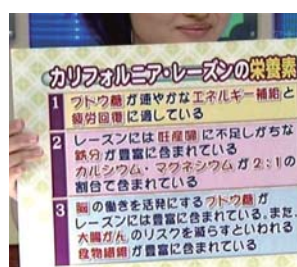 カリフォルニア・レーズンの栄養素
1
ブドウ糖が速やかなエネルギー補給と
疲労回復に適している
2
レーズンには妊産婦に不足しがちな
鉄分が豊富に含まれている
カルシウム・マグネシウムが2:1の
割合で含まれている
3
脳の働きを活発にするブドウ糖が
レーズンには豊富に含まれている。また
大腸がんのリスクを減らすといわれる
食物繊維が豊富に含まれている